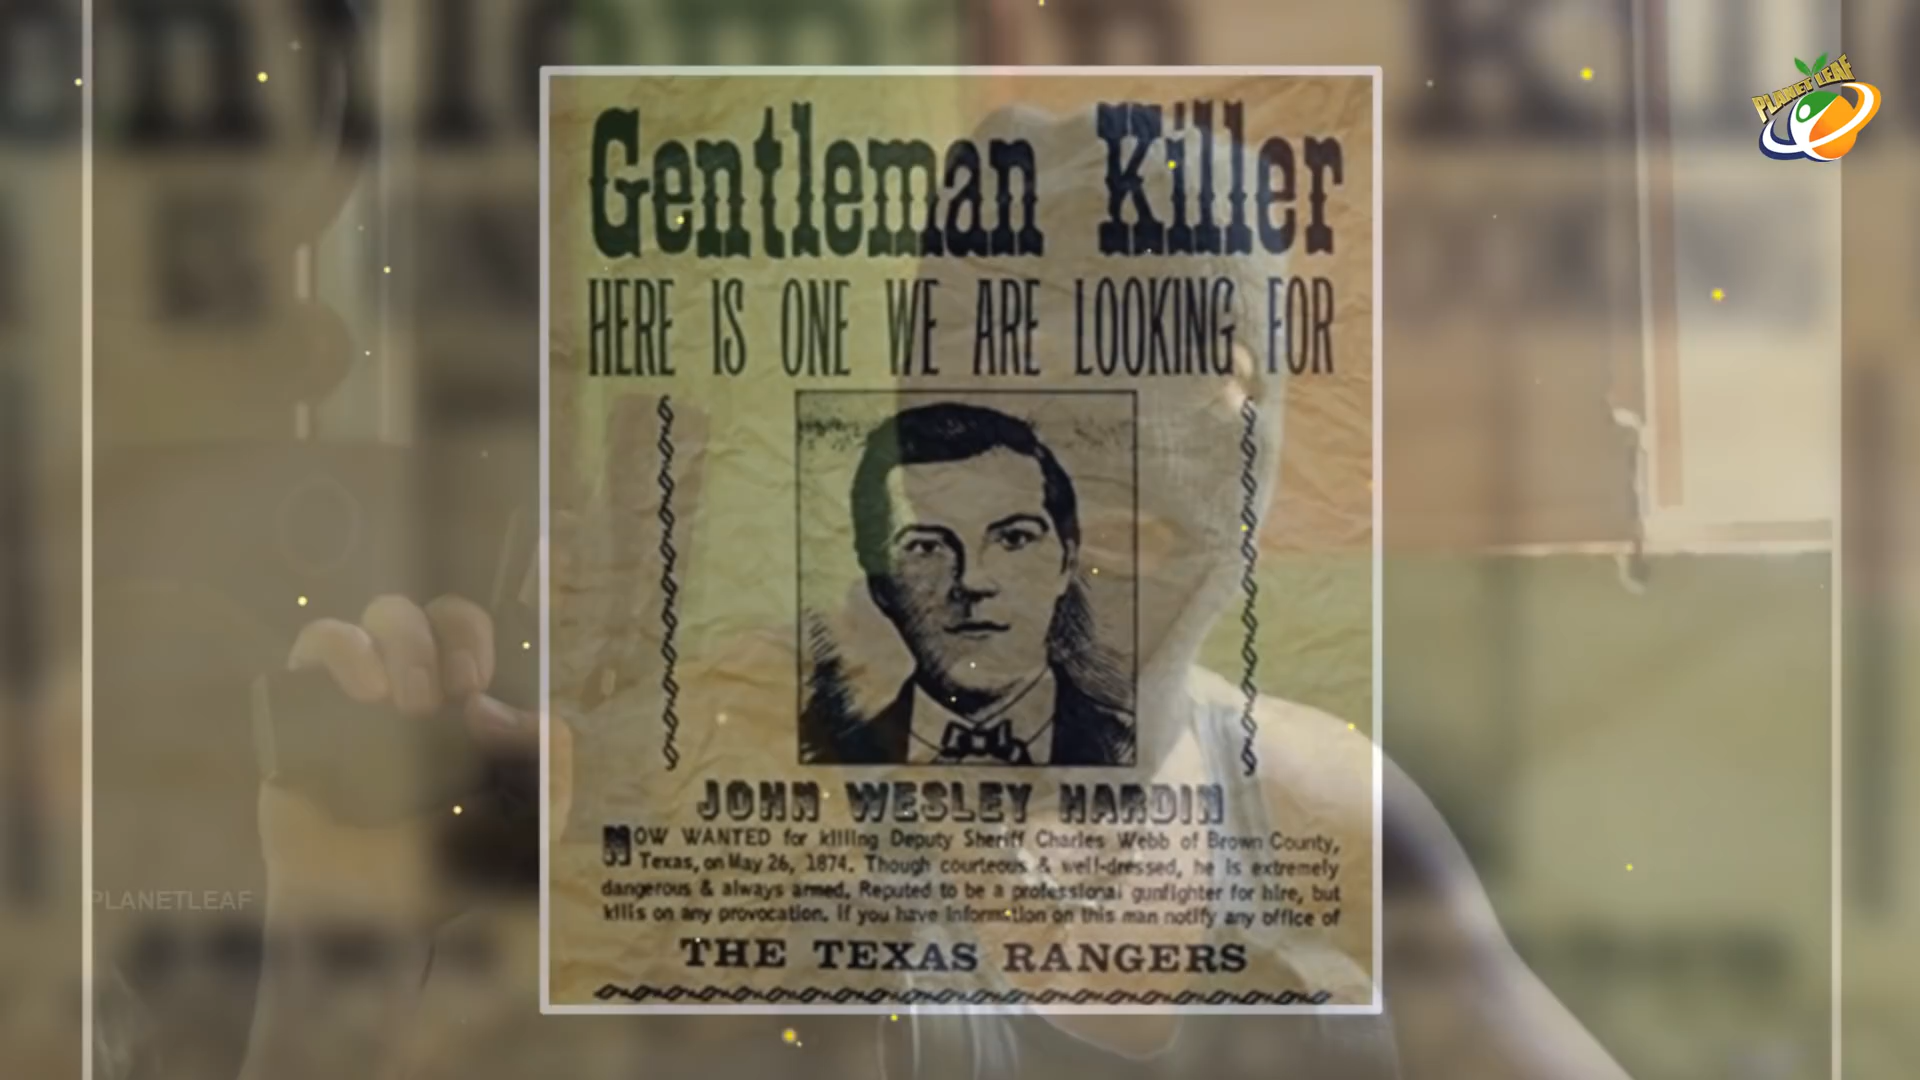 PLANET LEAF
Gentleman Killer
HERE IS ONE WE ARE LOOKING FOR
JOHN WESLEY HARDIN
NOW WANTED for killing Deputy Sheriff Charles Webb of Brown County,
Texas, on May 26, 1874. Though courteous & well-dressed, he is extremely
dangerous & always armed. Reputed to be a professional gunfighter for hire, but
kills on any provocation. If you have information on this man notify any office of
THE TEXAS RANGERS
PLANETLEAF